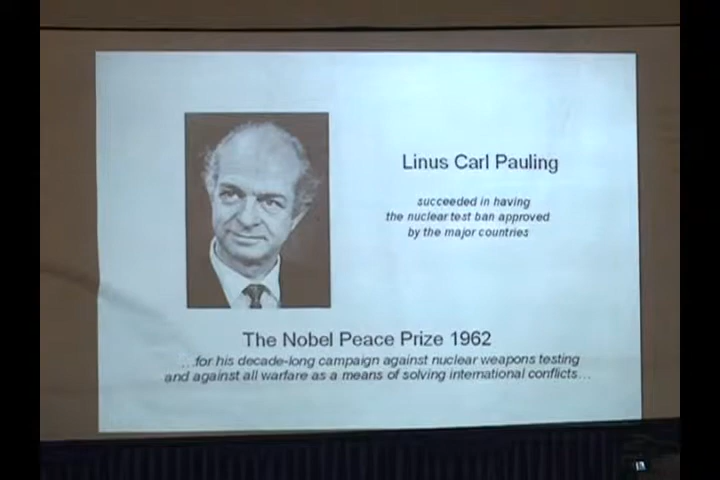 Linus Carl Pauling
succeeded in having
the nuclear test ban approved
by the major countries
The Nobel Peace Prize 1962
...for his decade-long campaign against nuclear weapons testing
and against all warfare as a means of solving international conflicts...